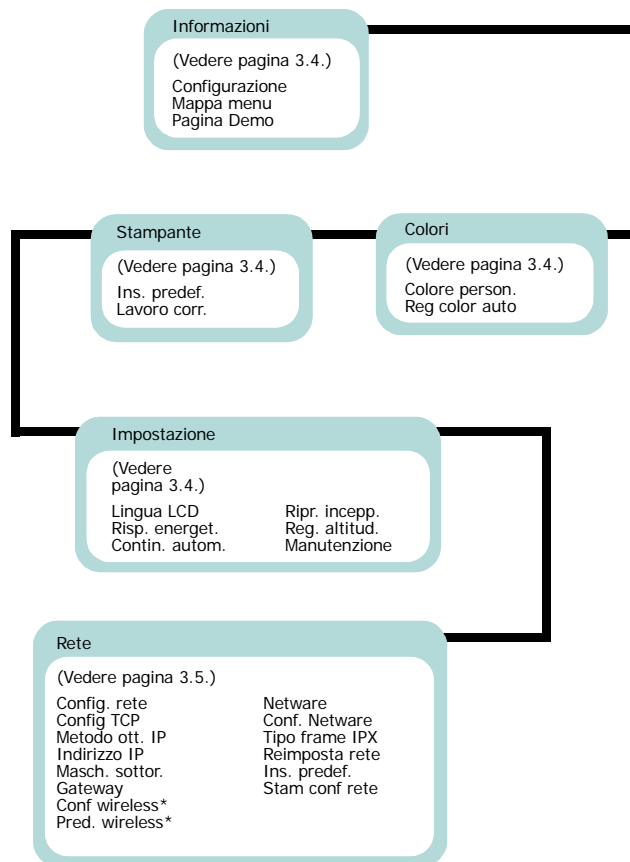 Informazioni
(Vedere pagina 3.4.)
Configurazione
Mappa menu
Pagina Demo
Stampante
(Vedere pagina 3.4.)
Ins. predef.
Lavoro corr.
Colori
(Vedere pagina 3.4.)
Colore person.
Reg color auto
Impostazione
(Vedere
pagina 3.4.)
Lingua LCD
Risp. energet.
Contin. autom.
Ripr. incepp.
Reg. altitud.
Manutenzione
Rete
(Vedere pagina 3.5.)
Config. rete
Config TCP
Metodo ott. IP
Indirizzo IP
Masch. sottor.
Gateway
Conf wireless*
Pred. wireless*
Netware
Conf. Netware
Tipo frame IPX
Reimposta rete
Ins. predef.
Stam conf rete